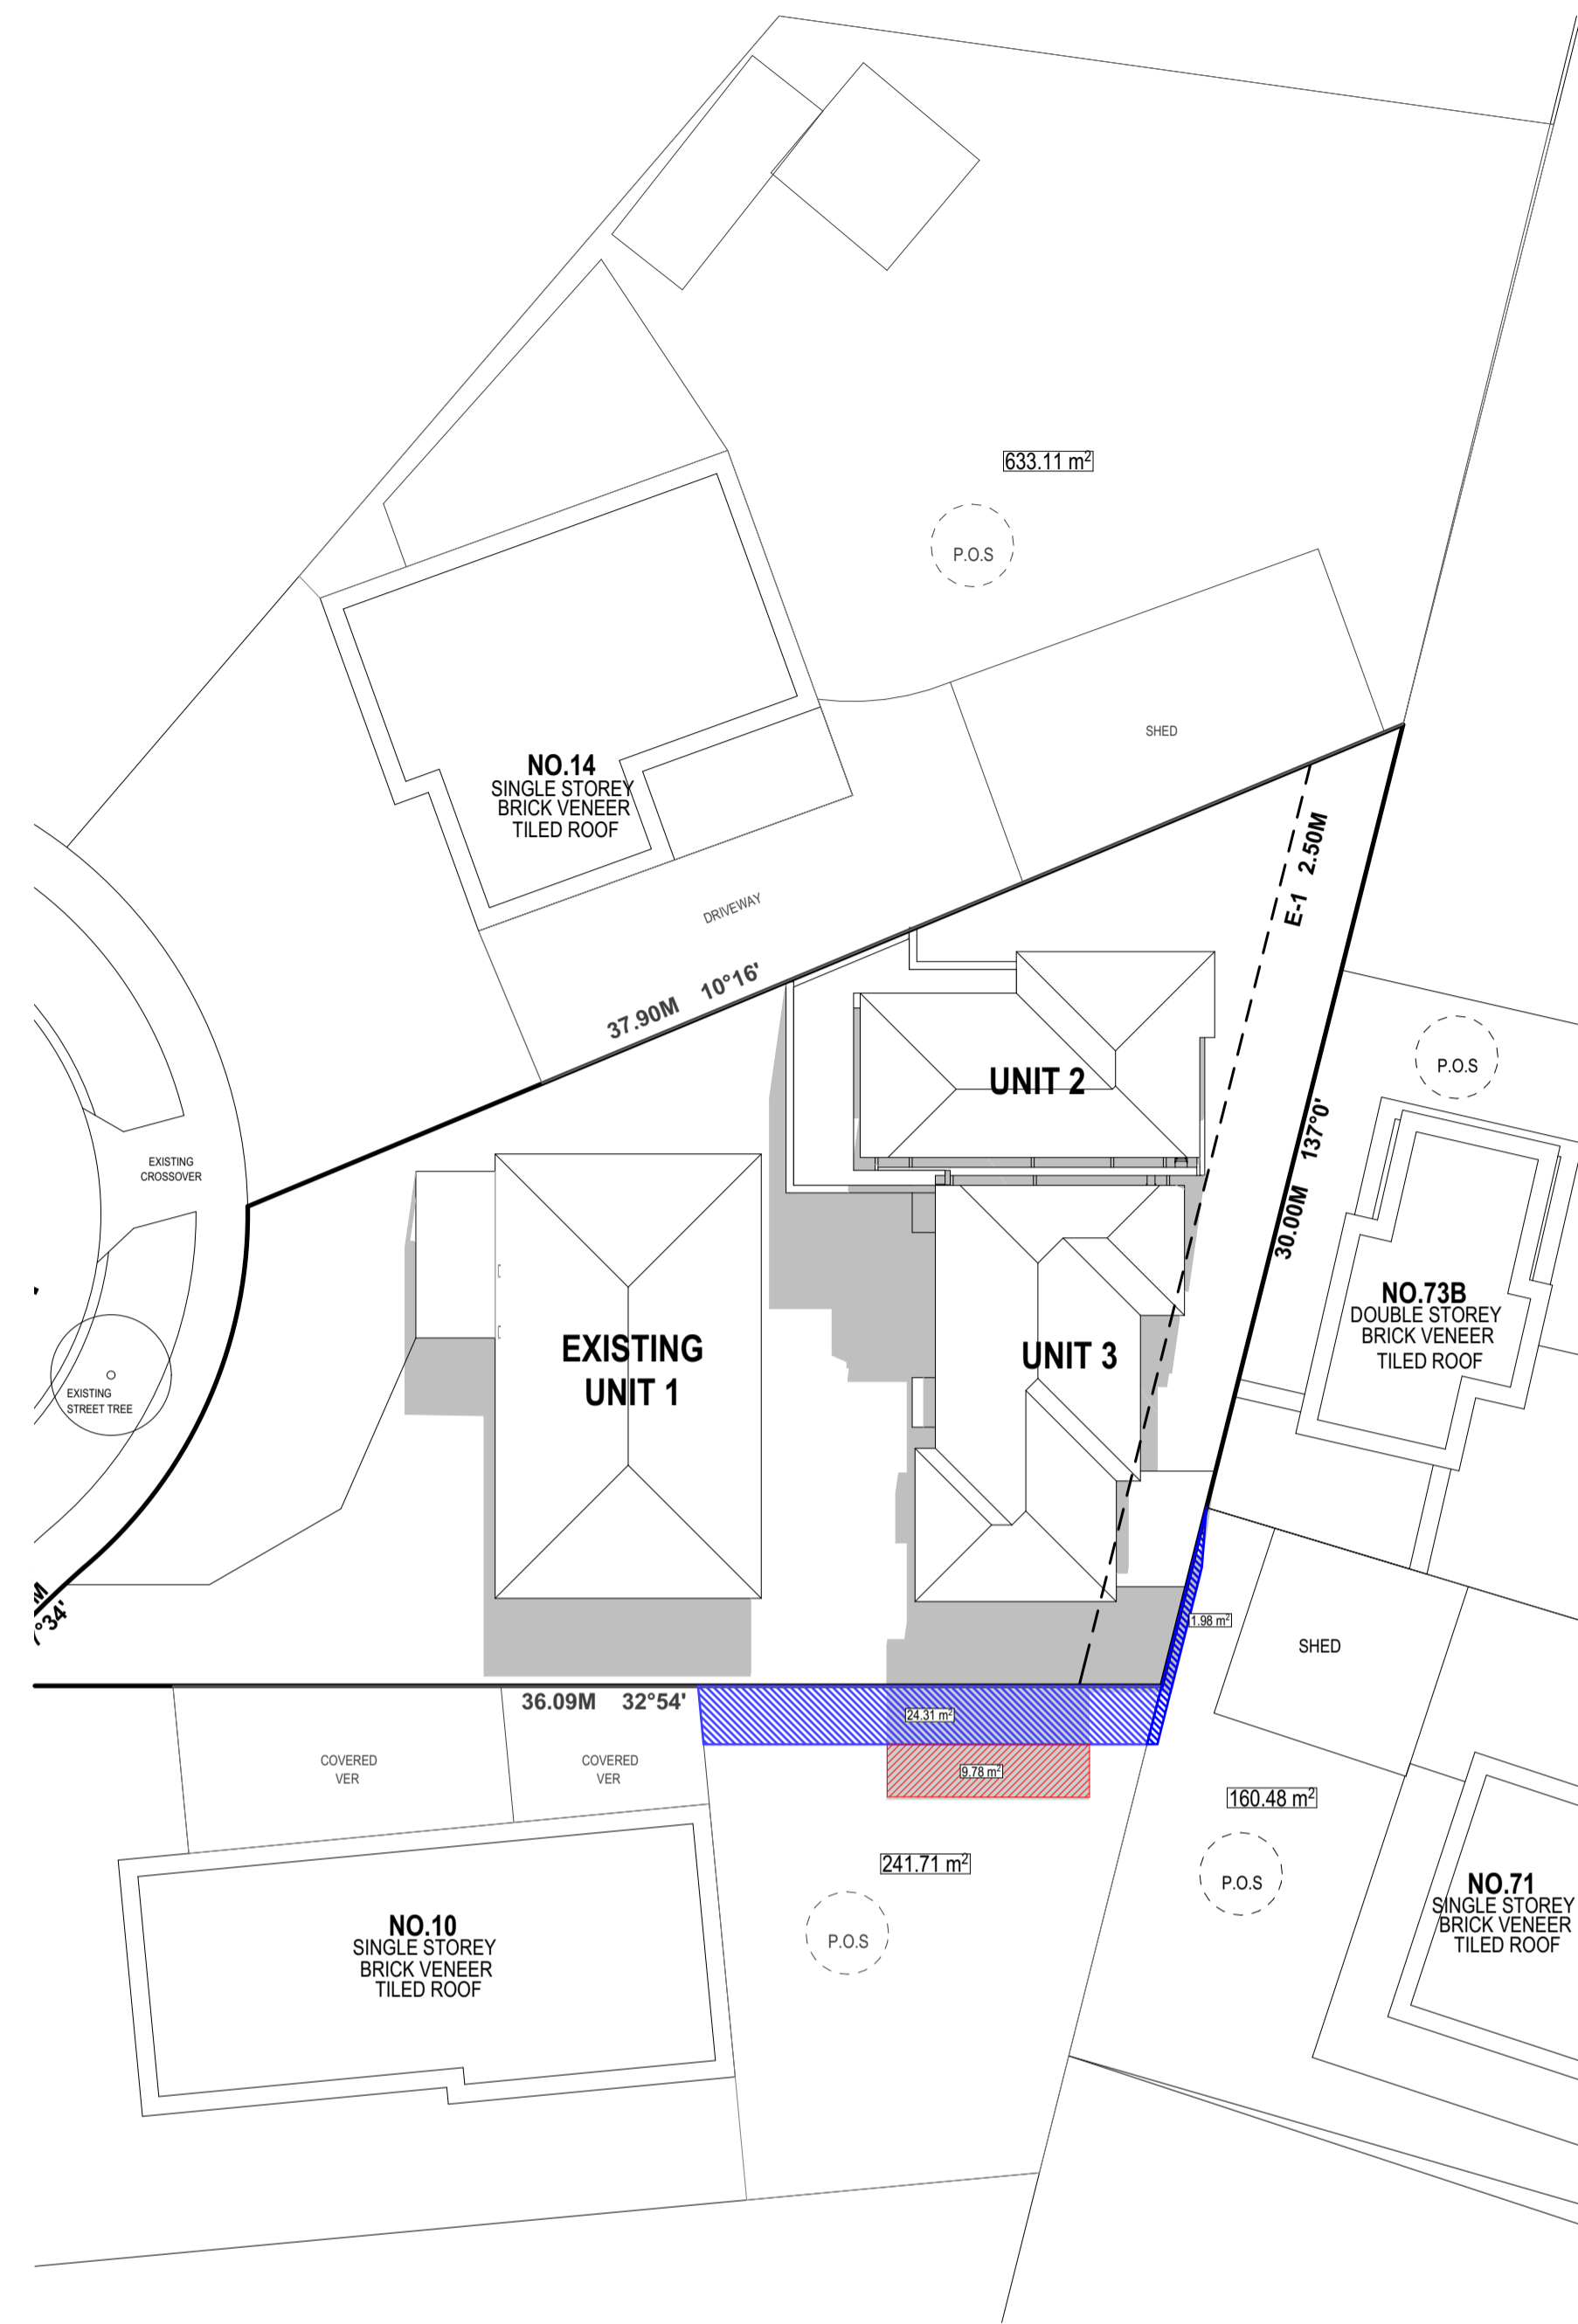 633.11 m²
P.O.S
SHED
NO.14
SINGLE STOREY
BRICK VENEER
TILED ROOF
DRIVEWAY
37.90M 10°16'
E-1 2.50M
P.O.S
UNIT 2
30.00M 137°0'
EXISTING
CROSSOVER
EXISTING
STREET TREE
EXISTING
UNIT 1
UNIT 3
NO.73B
DOUBLE STOREY
BRICK VENEER
TILED ROOF
M
7°34'
1.98 m²
SHED
36.09M 32°54'
24.31 m²
COVERED
VER
COVERED
VER
9.78 m²
160.48 m²
241.71 m²
P.O.S
P.O.S
NO.10
SINGLE STOREY
BRICK VENEER
TILED ROOF
NO.71
SINGLE STOREY
BRICK VENEER
TILED ROOF